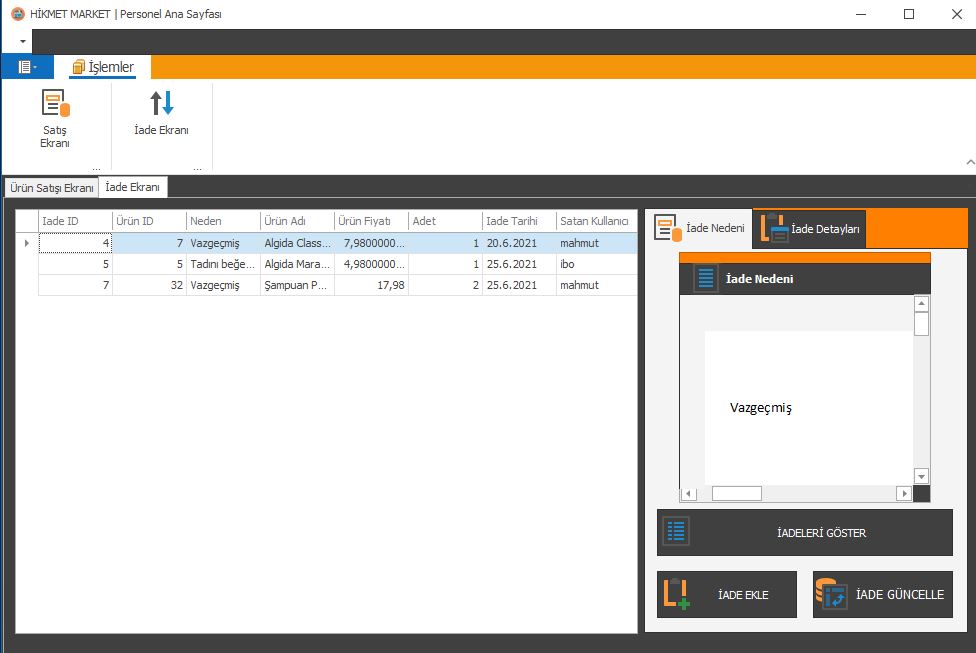 HİKMET MARKET | Personel Ana Sayfası
İşlemler
Satış
Ekranı
İade Ekranı
...
...
Ürün Satışı Ekranı
İade Ekranı
Iade ID
Ürün ID
Neden
Ürün Adı
Ürün Fiyatı
Adet
Iade Tarihi
Satan Kullanıcı
4 7 Vazgeçmiş Algida Class... 7,9800000... 1 20.6.2021 mahmut
5 5 Tadını beğe... Algida Mara... 4,9800000... 1 25.6.2021 ibo
7 32 Vazgeçmiş Şampuan P... 17,98 2 25.6.2021 mahmut
İade Nedeni
İade Detayları
İade Nedeni
Vazgeçmiş
İADELERİ GÖSTER
İADE EKLE
İADE GÜNCELLE